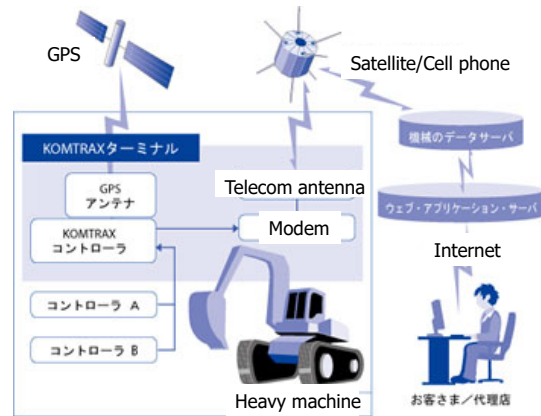 GPS
Satellite/Cell phone
KOMTRAXターミナル
GPS
アンテナ
KOMTRAX
コントローラ
コントローラ A
コントローラ B
Telecom antenna
Modem
Heavy machine
機械のデータサーバ
ウェブ・アプリケーション・サーバ
Internet
お客さま／代理店